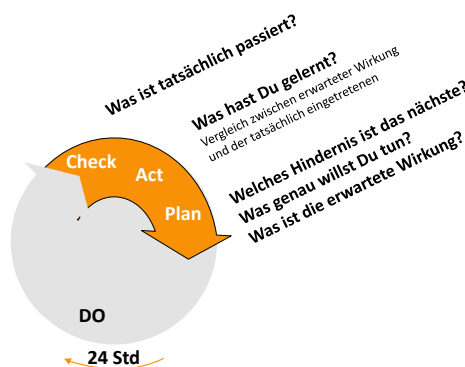 Was ist tatsächlich passiert?
Was hast Du gelernt?
Vergleich zwischen erwarteter Wirkung
und der tatsächlich eingetretenen
Welches Hindernis ist das nächste?
Was genau willst Du tun?
Was ist die erwartete Wirkung?
Check
Act
Plan
DO
24 Std